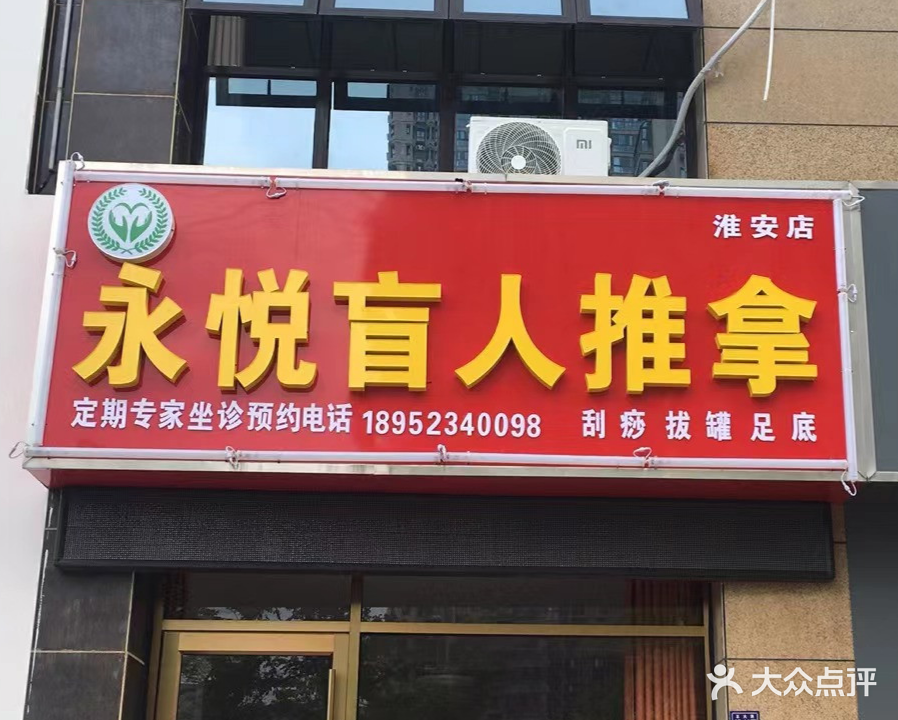 mi
淮安店
永悦盲人推拿
定期专家坐诊预约电话 18952340098 刮痧 拔罐 足底
大众点评